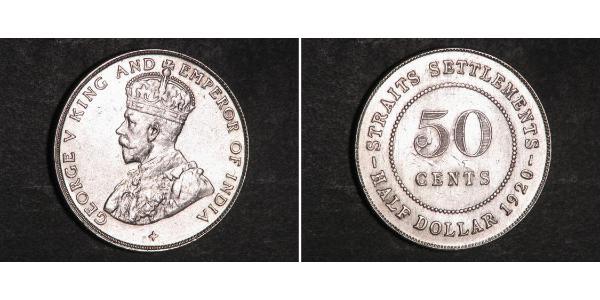 GEORGE V KING AND EMPEROR OF INDIA
STRAITS SETTLEMENTS
50
CENTS
HALF DOLLAR 1920